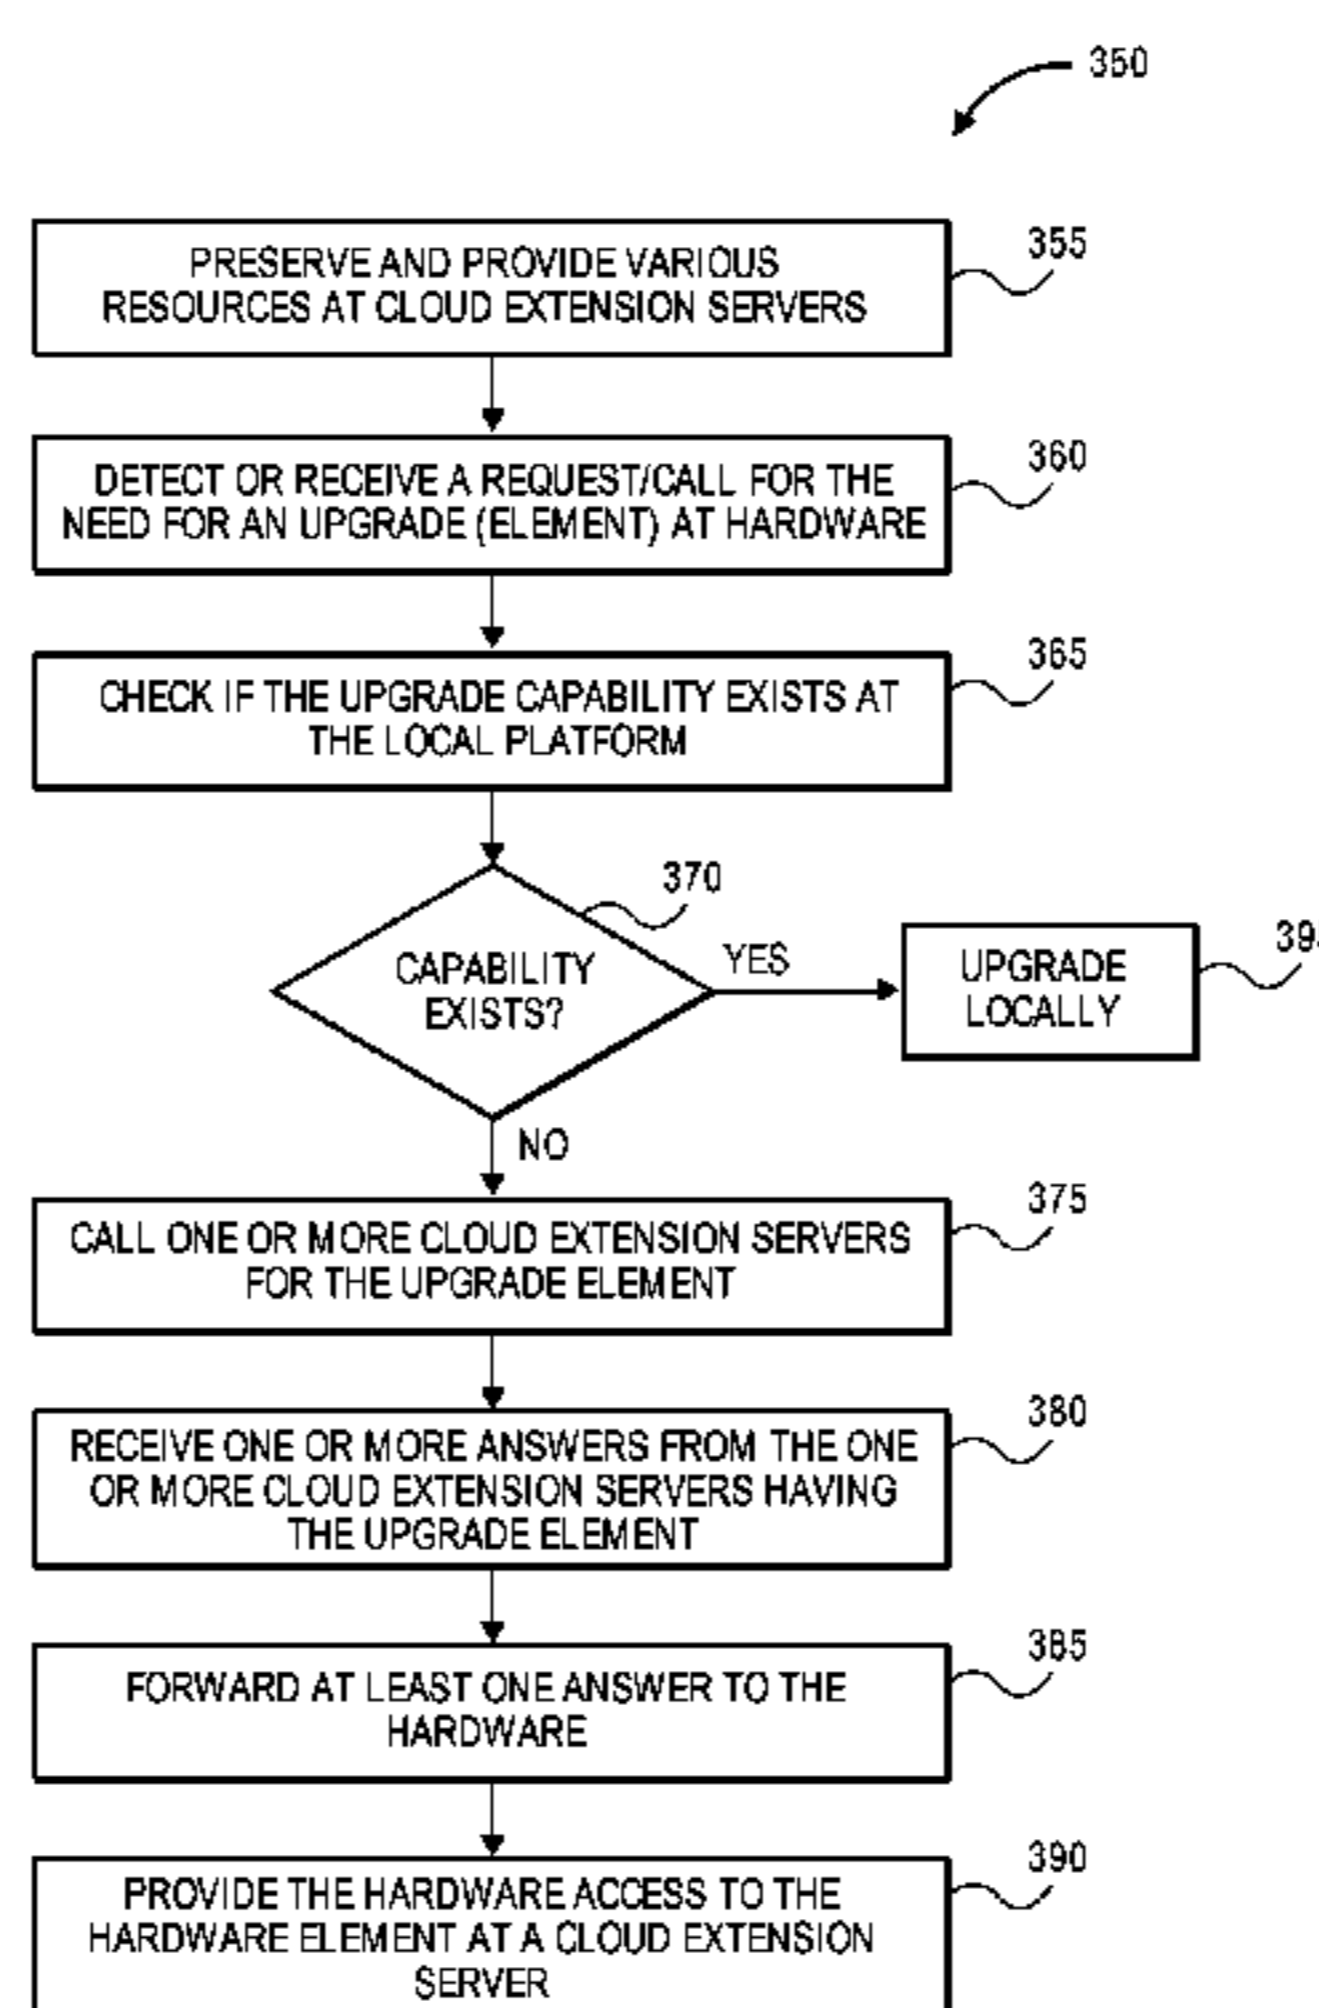 350
PRESERVE AND PROVIDE VARIOUS
RESOURCES AT CLOUD EXTENSION SERVERS
355
DETECT OR RECEIVE A REQUEST/CALL FOR THE
NEED FOR AN UPGRADE (ELEMENT) AT HARDWARE
360
CHECK IF THE UPGRADE CAPABILITY EXISTS AT
THE LOCAL PLATFORM
365
370
CAPABILITY
EXISTS?
YES
UPGRADE
LOCALLY
NO
CALL ONE OR MORE CLOUD EXTENSION SERVERS
FOR THE UPGRADE ELEMENT
375
RECEIVE ONE OR MORE ANSWERS FROM THE ONE
OR MORE CLOUD EXTENSION SERVERS HAVING
THE UPGRADE ELEMENT
380
FORWARD AT LEAST ONE ANSWER TO THE
HARDWARE
385
PROVIDE THE HARDWARE ACCESS TO THE
HARDWARE ELEMENT AT A CLOUD EXTENSION
SERVER
390